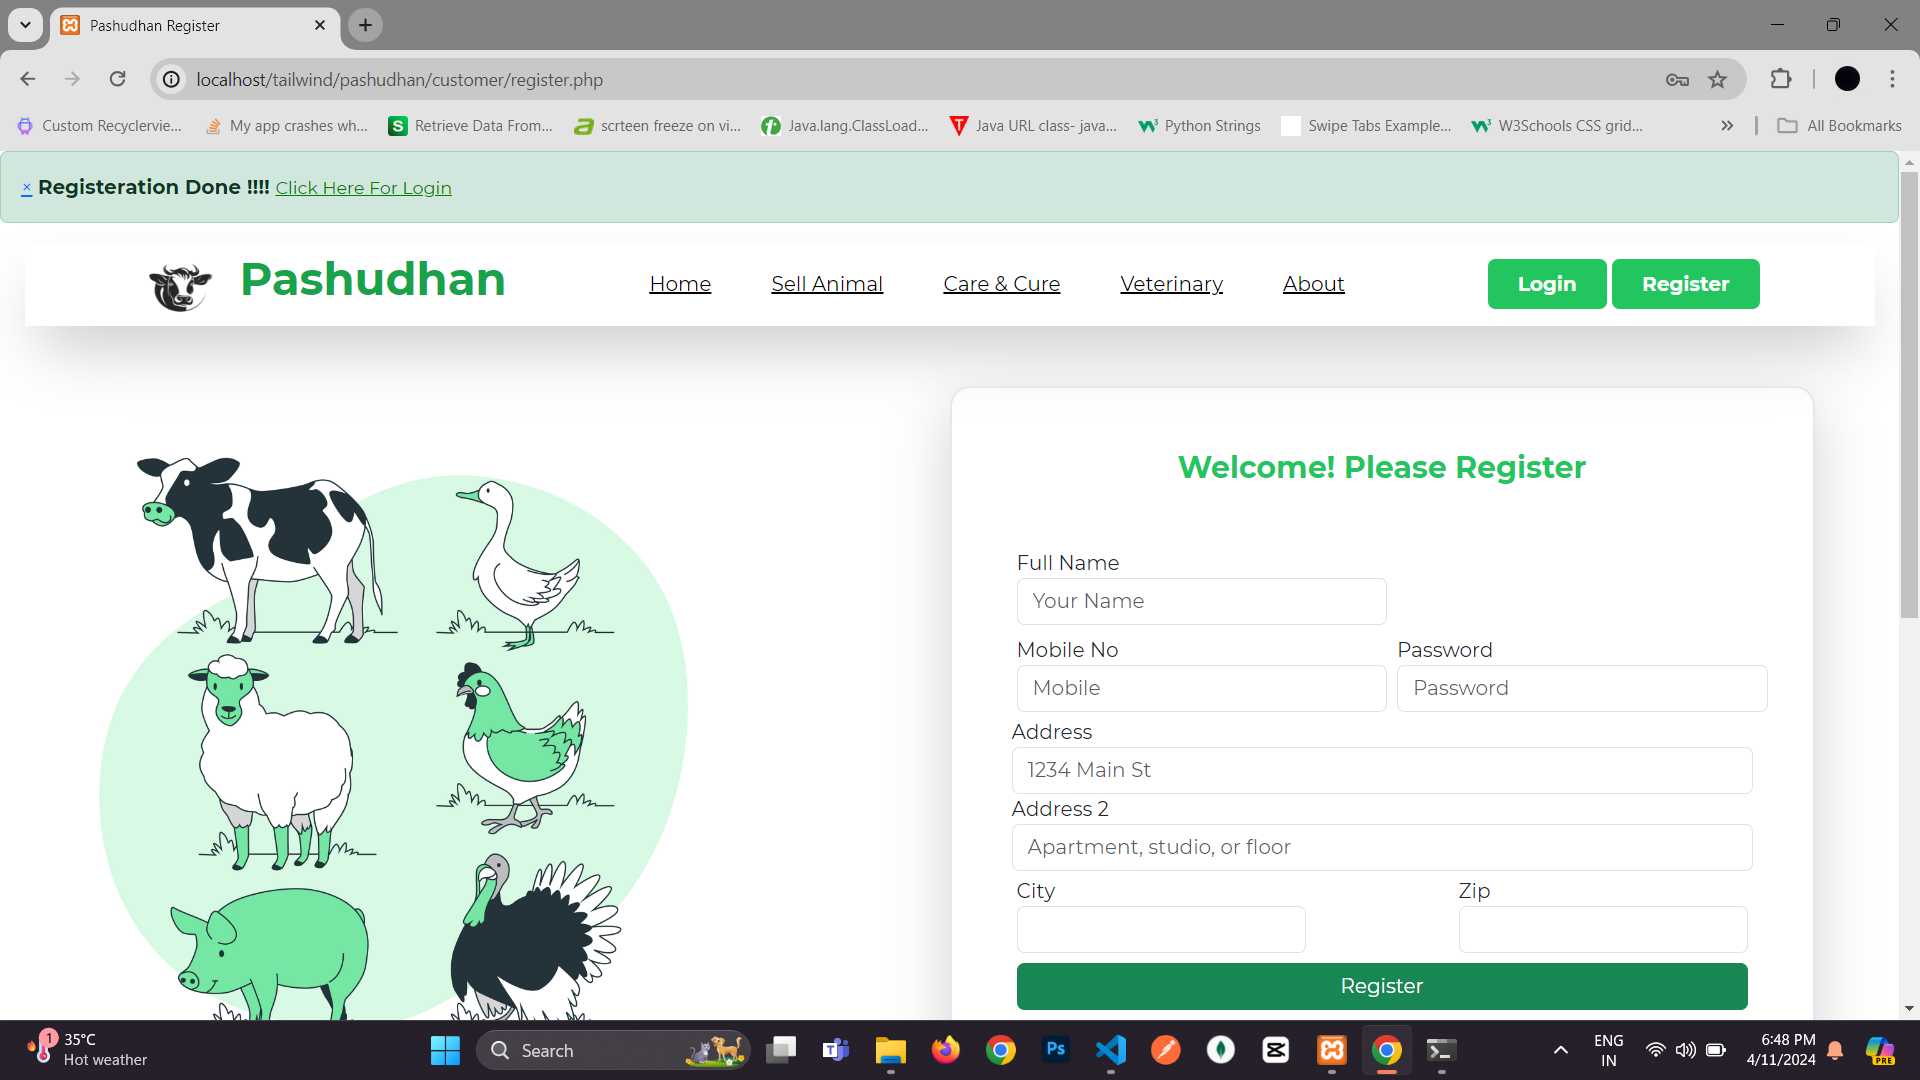 Pashudhan Register
localhost/tailwind/pashudhan/customer/register.php
Custom Recyclervie...
My app crashes wh...
S
Retrieve Data From...
scrteen freeze on vi...
Java.lang.ClassLoad...
Java URL class- java...
Python Strings
Swipe Tabs Example...
W3Schools CSS grid...
All Bookmarks
× Registeration Done !!!! Click Here For Login
Pashudhan
Home
Sell Animal
Care & Cure
Veterinary
About
Login
Register
Welcome! Please Register
Full Name
Your Name
Mobile No
Password
Mobile
Password
Address
1234 Main St
Address 2
Apartment, studio, or floor
City
Zip
Register
1
35°C
Hot weather
Search
Ps
ENG
IN
6:48 PM
4/11/2024
PRE